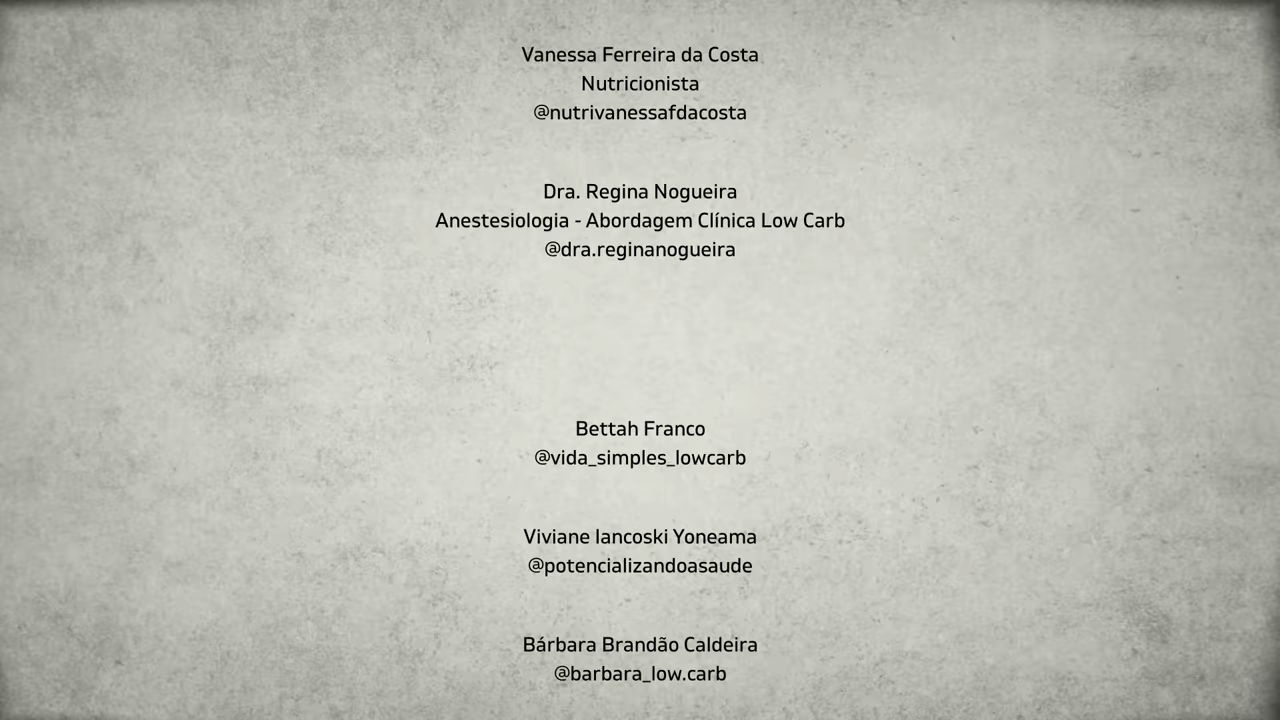 Vanessa Ferreira da Costa
Nutricionista
@nutrivanessafdacosta
Dra. Regina Nogueira
Anestesiologia - Abordagem Clínica Low Carb
@dra.reginanogueira
Bettah Franco
@vida_simples_lowcarb
Viviane Iancoski Yoneama
@potencializandoasaude
Bárbara Brandão Caldeira
@barbara_low.carb